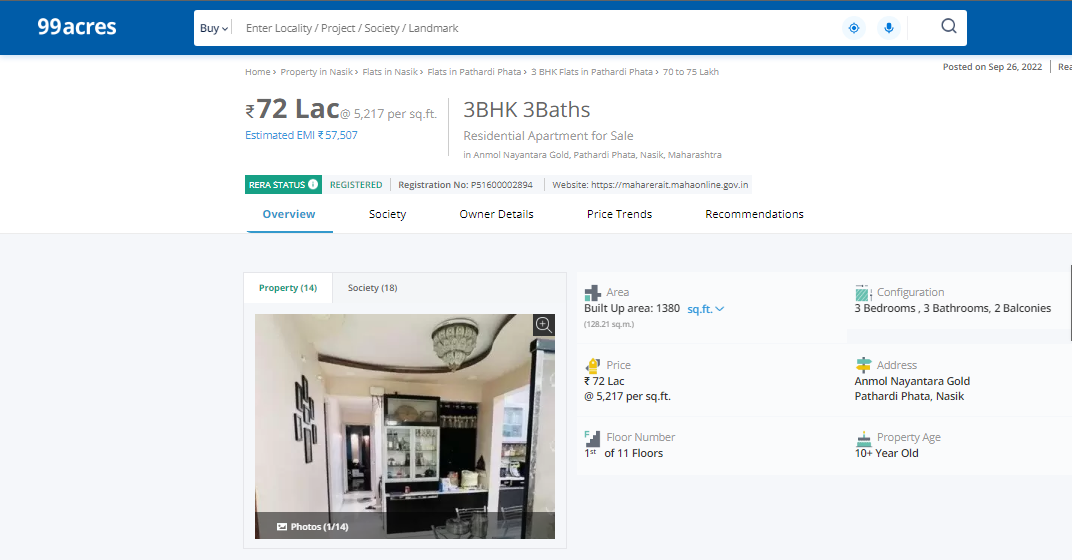 99acres
Buy
Enter Locality / Project / Society / Landmark
Home > Property in Nasik > Flats in Nasik > Flats in Pathardi Phata > 3 BHK Flats in Pathardi Phata > 70 to 75 Lakh
Posted on Sep 26, 2022
₹72 Lac @ 5,217 per sq.ft.
Estimated EMI ₹57,507
3BHK 3Baths
Residential Apartment for Sale
in Anmol Nayantara Gold, Pathardi Phata, Nasik, Maharashtra
RERA STATUS REGISTERED Registration No: P51600002894 Website: https://maharerait.mahaonline.gov.in
Overview Society Owner Details Price Trends Recommendations
Property (14) Society (18)
Photos (1/14)
Area
Built Up area: 1380 sq.ft.
(128.21 sq.m.)
Configuration
3 Bedrooms , 3 Bathrooms, 2 Balconies
Price
₹ 72 Lac
@ 5,217 per sq.ft.
Address
Anmol Nayantara Gold
Pathardi Phata, Nasik
Floor Number
1st of 11 Floors
Property Age
10+ Year Old